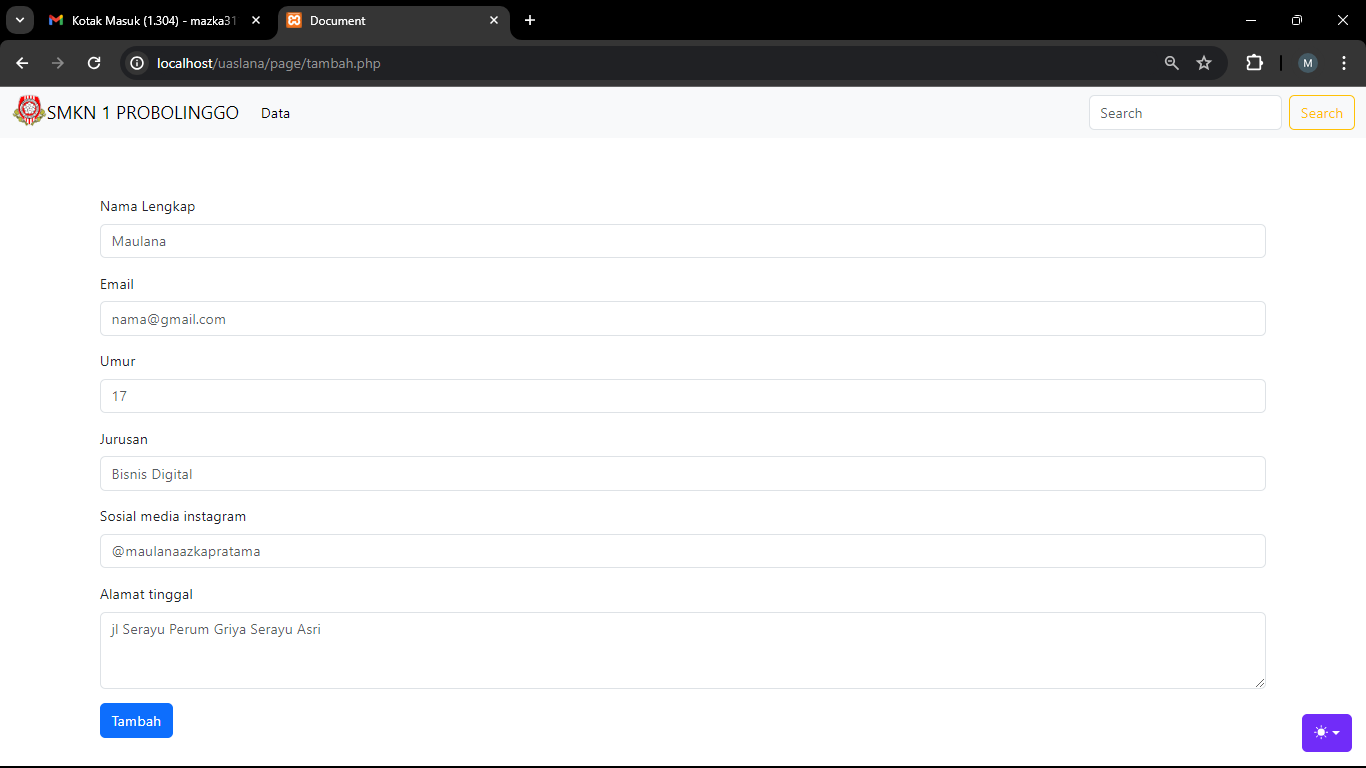 Kotak Masuk (1.304) - mazka31
Document
localhost/uaslana/page/tambah.php
M
SMKN 1 PROBOLINGGO
Data
Search
Search
Nama Lengkap
Maulana
Email
nama@gmail.com
Umur
17
Jurusan
Bisnis Digital
Sosial media instagram
@maulanaazkapratama
Alamat tinggal
jl Serayu Perum Griya Serayu Asri
Tambah